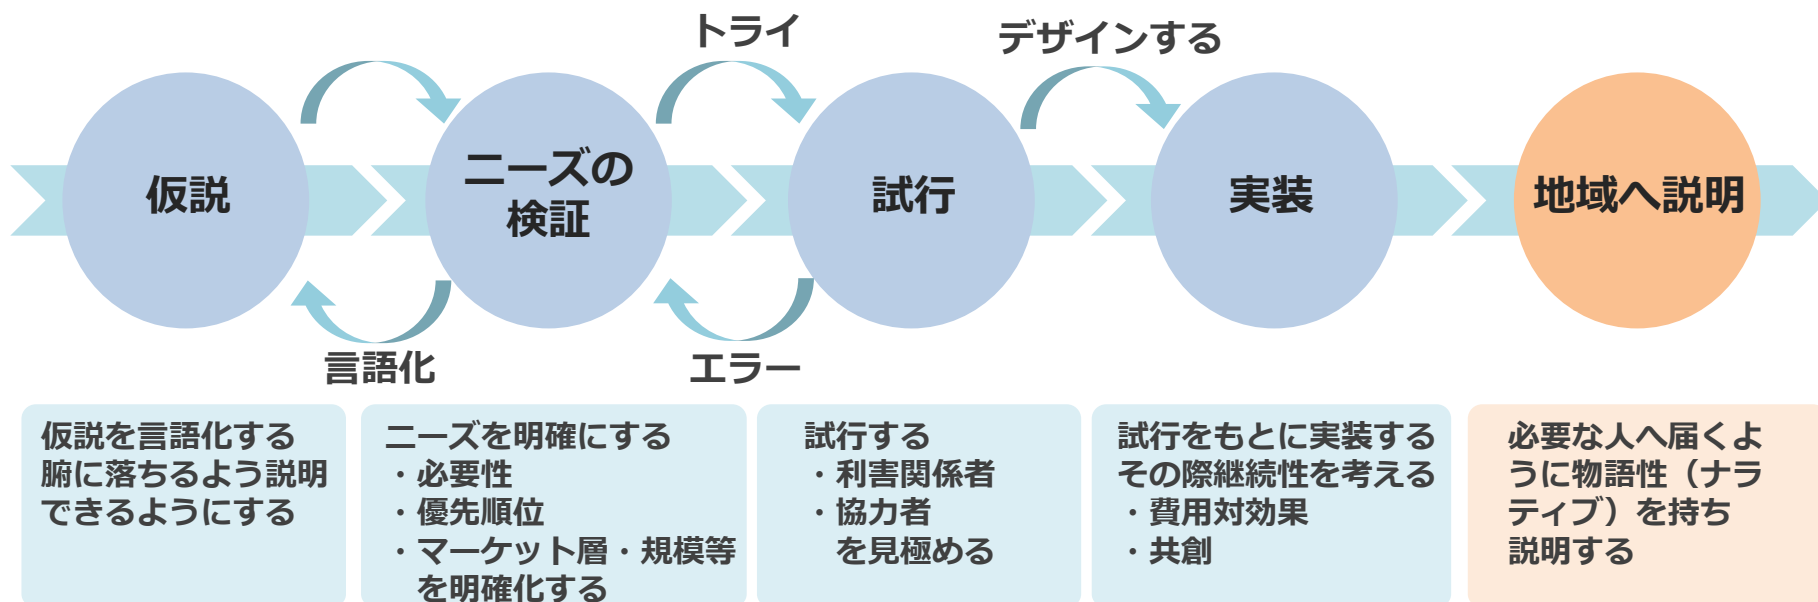 トライ
デザインする
仮説
ニーズの
検証
試行
実装
地域へ説明
言語化
エラー
仮説を言語化する
腑に落ちるよう説明
できるようにする
ニーズを明確にする
・必要性
・優先順位
・マーケット層・規模等
を明確化する
試行する
・利害関係者
・協力者
を見極める
試行をもとに実装する
その際継続性を考える
・費用対効果
・共創
必要な人へ届くよ
うに物語性（ナラ
ティブ）を持ち
説明する